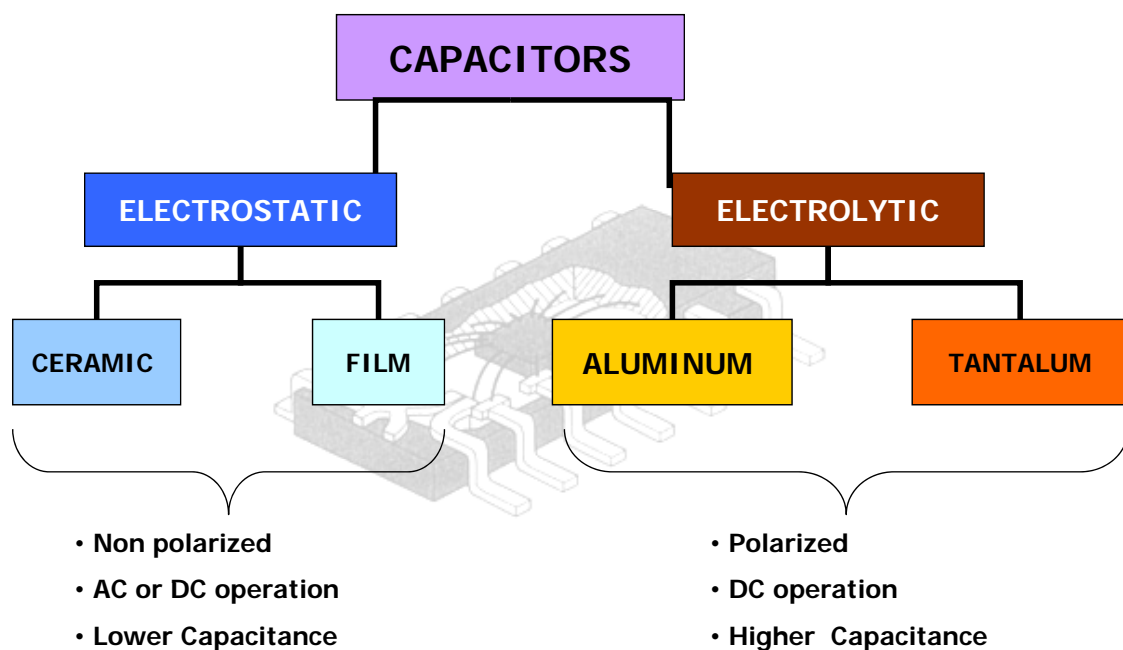 CAPACITORS
ELECTROSTATIC
ELECTROLYTIC
CERAMIC
FILM
ALUMINUM
TANTALUM
• Non polarized
• AC or DC operation
• Lower Capacitance
• Polarized
• DC operation
• Higher Capacitance